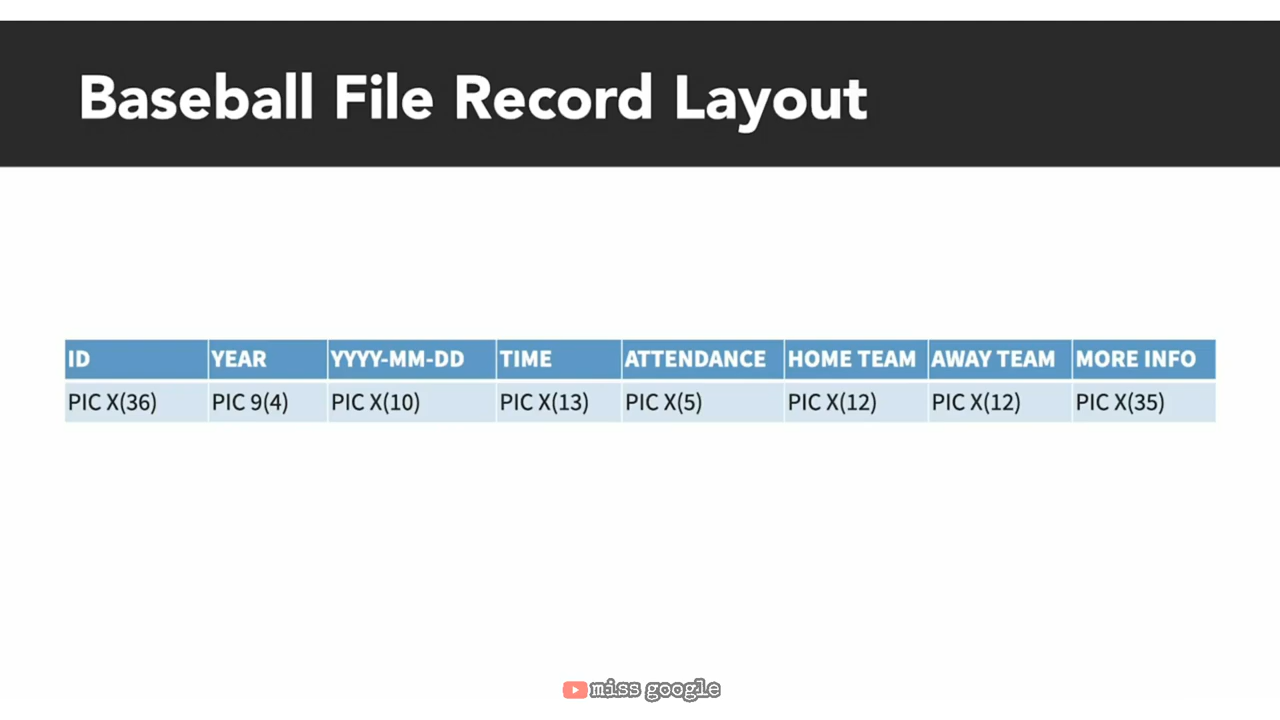 Baseball File Record Layout
ID YEAR YYYY-MM-DD TIME ATTENDANCE HOME TEAM AWAY TEAM MORE INFO
PIC X(36) PIC 9(4) PIC X(10) PIC X(13) PIC X(5) PIC X(12) PIC X(12) PIC X(35)
miss google